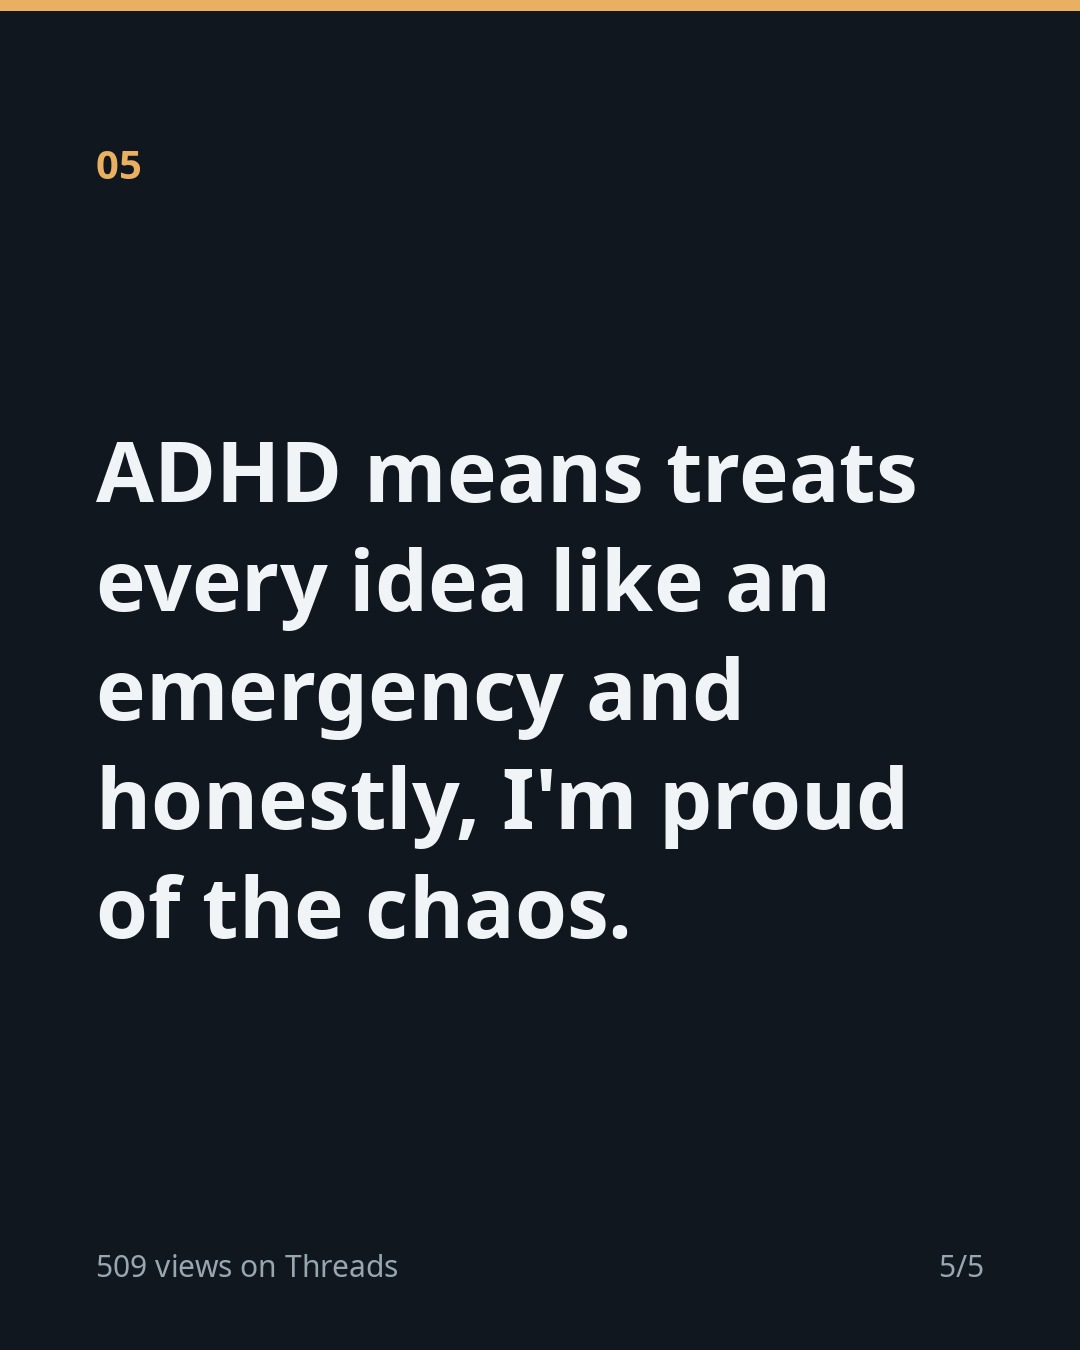 05
ADHD means treats
every idea like an
emergency and
honestly, I'm proud
of the chaos.
509 views on Threads
5/5